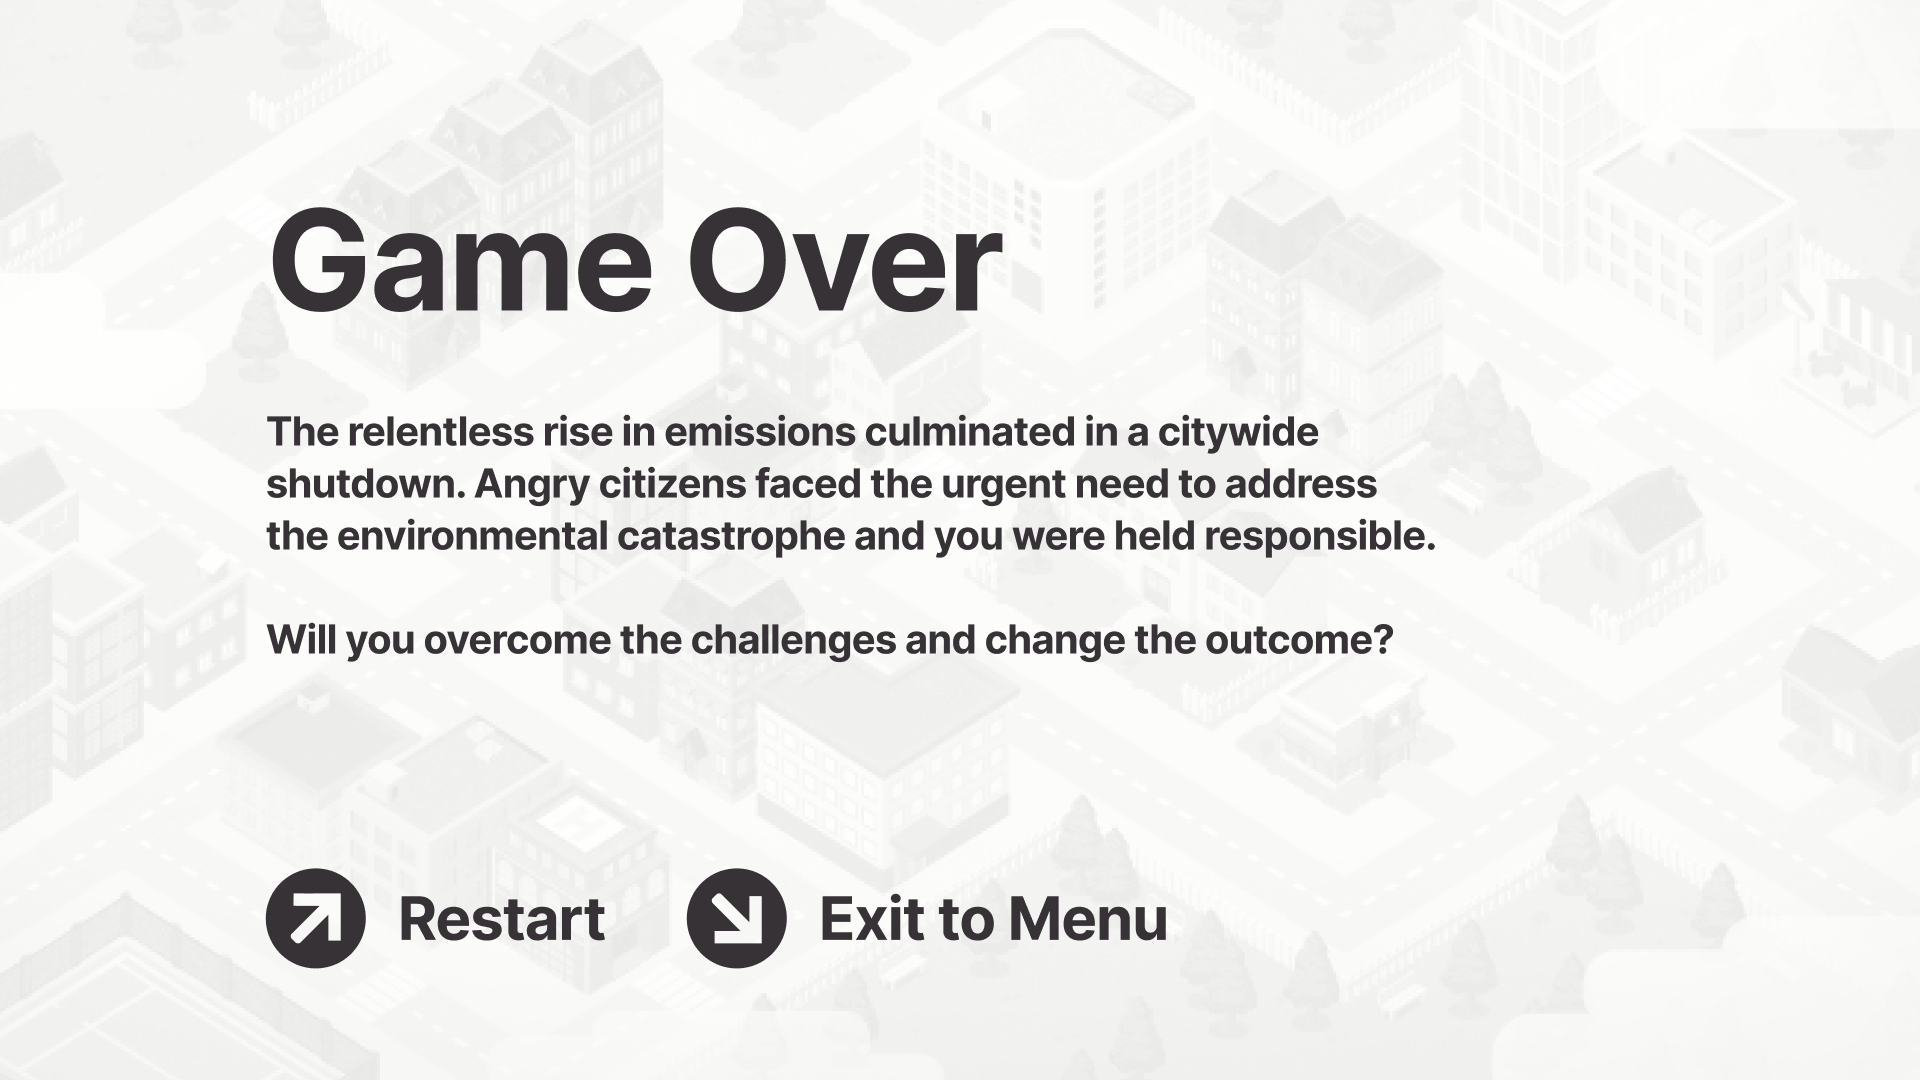 Game Over
The relentless rise in emissions culminated in a citywide
shutdown. Angry citizens faced the urgent need to address
the environmental catastrophe and you were held responsible.
Will you overcome the challenges and change the outcome?
Restart
Exit to Menu